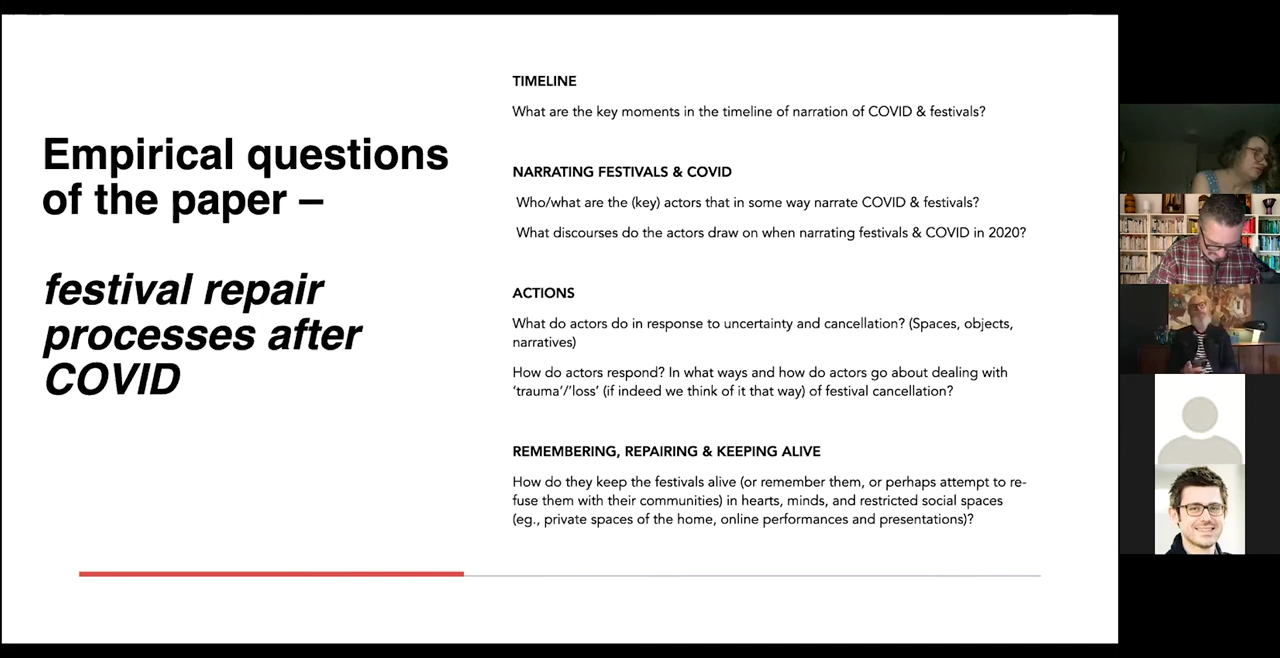 Empirical questions
of the paper –
festival repair
processes after
COVID
TIMELINE
What are the key moments in the timeline of narration of COVID & festivals?
NARRATING FESTIVALS & COVID
Who/what are the (key) actors that in some way narrate COVID & festivals?
What discourses do the actors draw on when narrating festivals & COVID in 2020?
ACTIONS
What do actors do in response to uncertainty and cancellation? (Spaces, objects,
narratives)
How do actors respond? In what ways and how do actors go about dealing with
‘trauma’/‘loss’ (if indeed we think of it that way) of festival cancellation?
REMEMBERING, REPAIRING & KEEPING ALIVE
How do they keep the festivals alive (or remember them, or perhaps attempt to re-
fuse them with their communities) in hearts, minds, and restricted social spaces
(eg., private spaces of the home, online performances and presentations)?